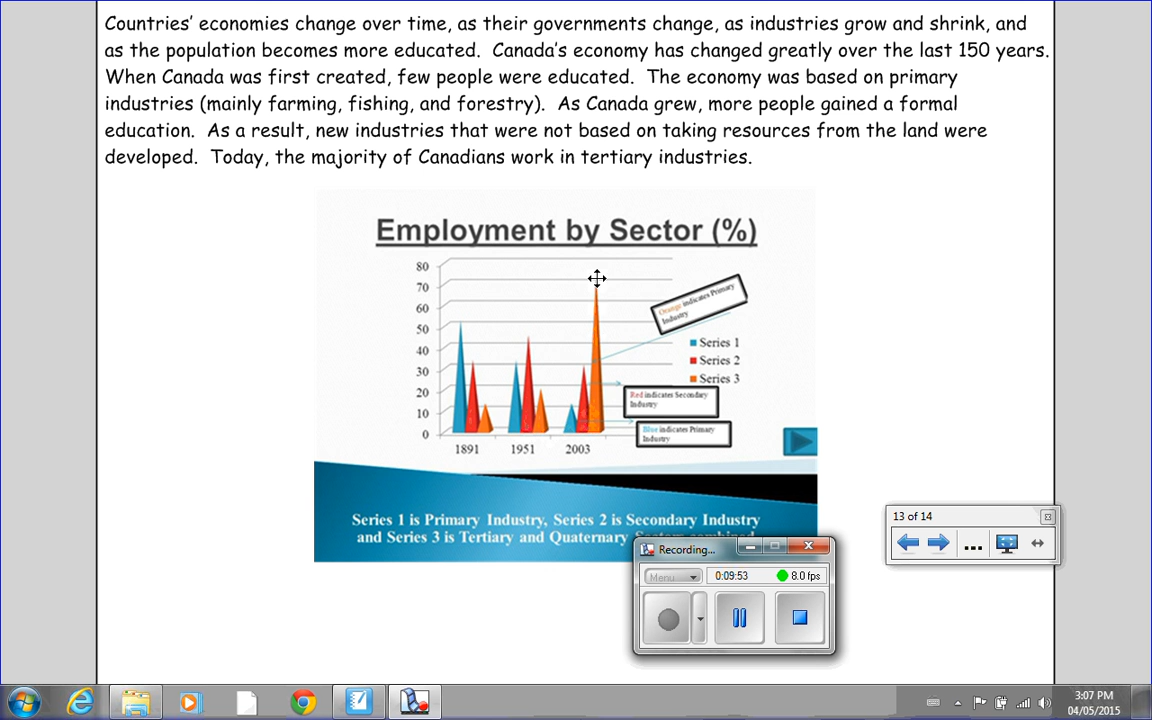 Countries' economies change over time, as their governments change, as industries grow and shrink, and
as the population becomes more educated. Canada's economy has changed greatly over the last 150 years.
When Canada was first created, few people were educated. The economy was based on primary
industries (mainly farming, fishing, and forestry). As Canada grew, more people gained a formal
education. As a result, new industries that were not based on taking resources from the land were
developed. Today, the majority of Canadians work in tertiary industries.
Employment by Sector (%)
80
70
60
50
40
30
20
10
0
1891 1951 2003
Orange indicates Primary
Industry
Series 1
Series 2
Series 3
Red indicates Secondary
Industry
Blue indicates Primary
Industry
Series 1 is Primary Industry, Series 2 is Secondary Industry
and Series 3 is Tertiary and Quaternary
13 of 14
...
Recording...
Menu
0:09:53
8.0 fps
3:07 PM
04/05/2015